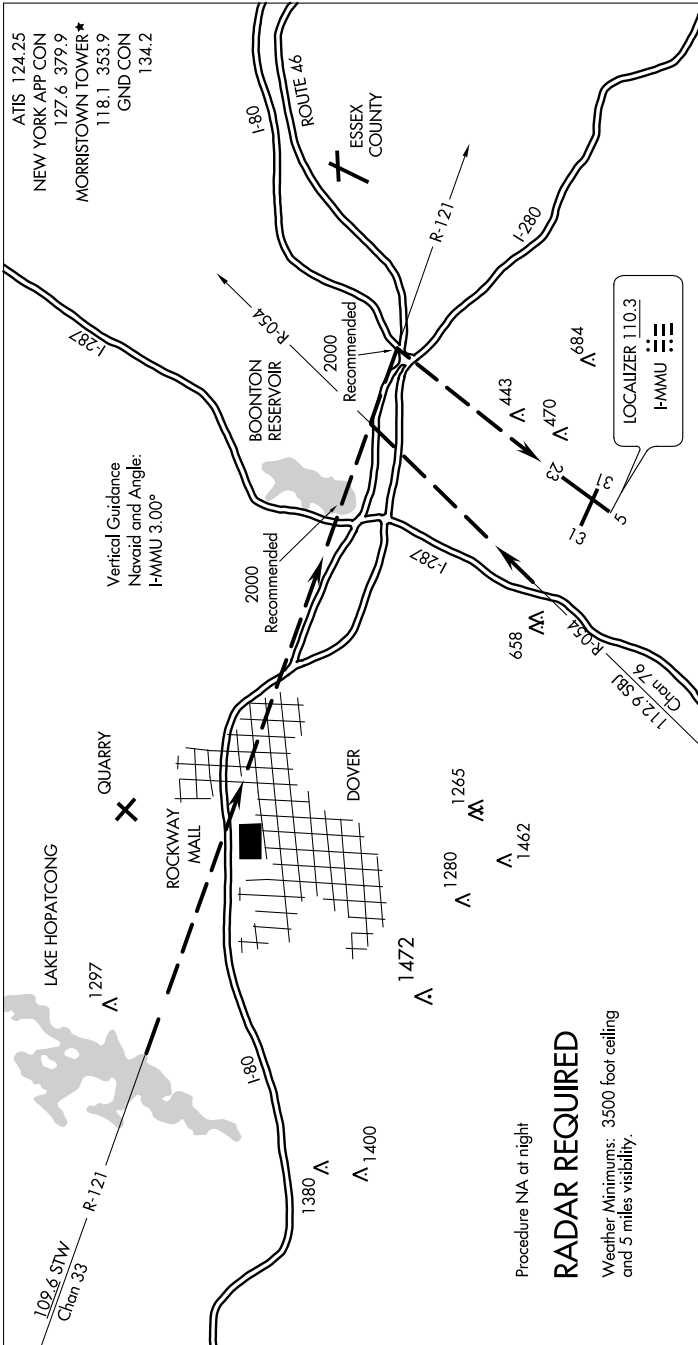 ATIS 124.25
NEW YORK APP CON
127.6 379.9
MORRISTOWN TOWER★
118.1 353.9
GND CON
134.2
109.6 STW
Chan 33
R-121
LAKE HOPATCONG
1297
QUARRY
ROCKWAY
MALL
Vertical Guidance
Navaid and Angle:
I-MMU 3.00°
I-287
I-80
ROUTE 46
ESSEX
COUNTY
BOONTON
RESERVOIR
R-054
2000
Recommended
2000
Recommended
R-121
I-280
I-80
1380
1400
DOVER
1472
1280
1265
1462
I-287
658
R-054
112.9 SBJ
Chan 76
443
470
684
23
31
13
5
LOCALIZER 110.3
I-MMU
Procedure NA at night
RADAR REQUIRED
Weather Minimums: 3500 foot ceiling
and 5 miles visibility.